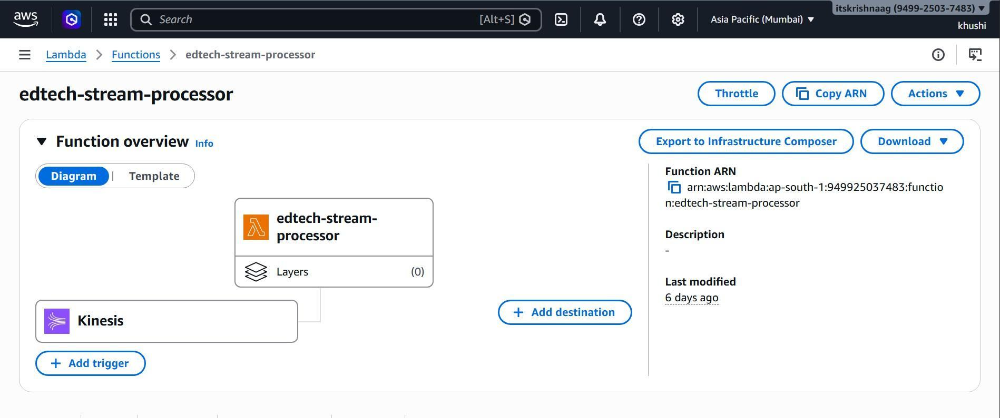 aws
Search
[Alt+S]
Asia Pacific (Mumbai)
itskrishnaag (9499-2503-7483)
khushi
Lambda
Functions
edtech-stream-processor
edtech-stream-processor
Throttle
Copy ARN
Actions
Function overview
Info
Export to Infrastructure Composer
Download
Diagram
Template
edtech-stream-
processor
Layers
(0)
Kinesis
Add trigger
Add destination
Function ARN
arn:aws:lambda:ap-south-1:949925037483:functio
n:edtech-stream-processor
Description
-
Last modified
6 days ago